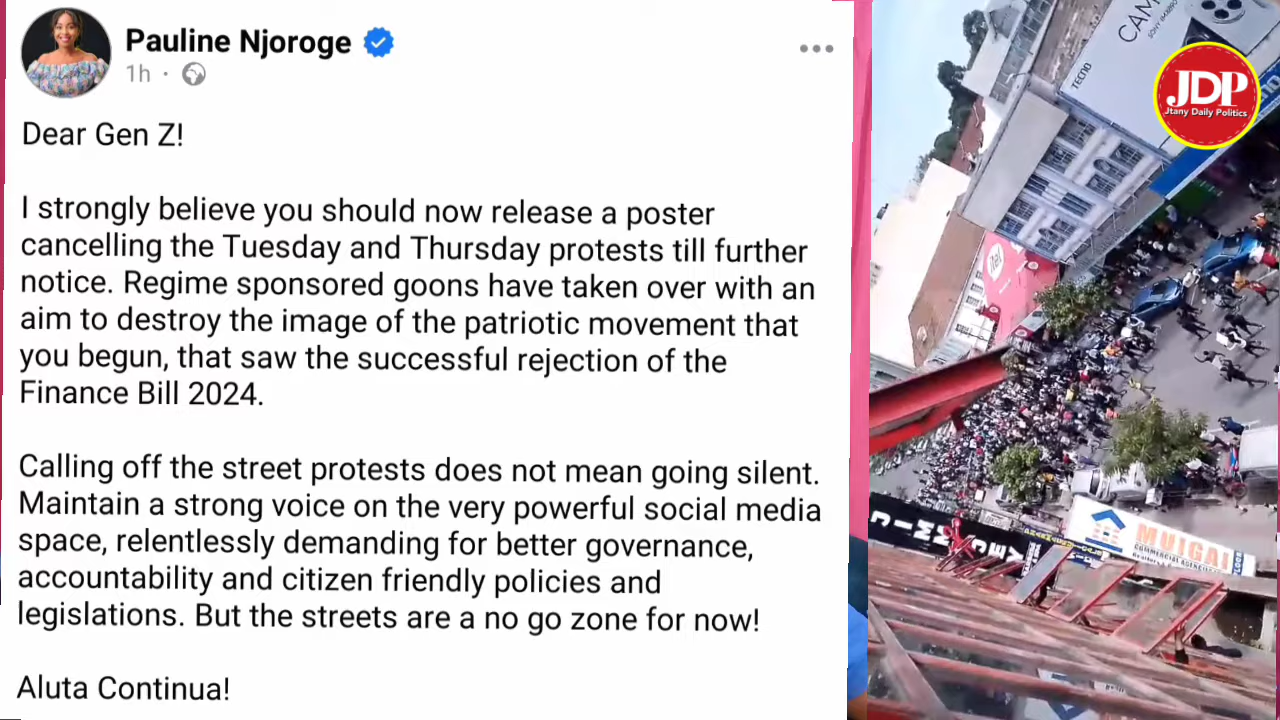 Pauline Njoroge
1h
Dear Gen Z!
I strongly believe you should now release a poster
cancelling the Tuesday and Thursday protests till further
notice. Regime sponsored goons have taken over with an
aim to destroy the image of the patriotic movement that
you begun, that saw the successful rejection of the
Finance Bill 2024.
Calling off the street protests does not mean going silent.
Maintain a strong voice on the very powerful social media
space, relentlessly demanding for better governance,
accountability and citizen friendly policies and
legislations. But the streets are a no go zone for now!
Aluta Continua!
JDP
Jtany Daily Politics
CAM
TECNO
itel
MUIGAI
COMMERCIAL AGENCIES